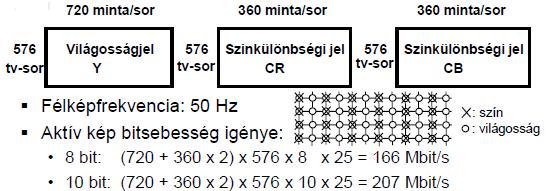 720 minta/sor 360 minta/sor 360 minta/sor
576 tv-sor Világosságjel Y
576 tv-sor Szinkülönbségi jel CR
576 tv-sor Szinkülönbségi jel CB
▪ Félképfrekvencia: 50 Hz
▪ Aktív kép bitsebesség igénye:
X: szín
o: világosság
• 8 bit: (720 + 360 x 2) x 576 x 8 x 25 = 166 Mbit/s
• 10 bit: (720 + 360 x 2) x 576 x 10 x 25 = 207 Mbit/s